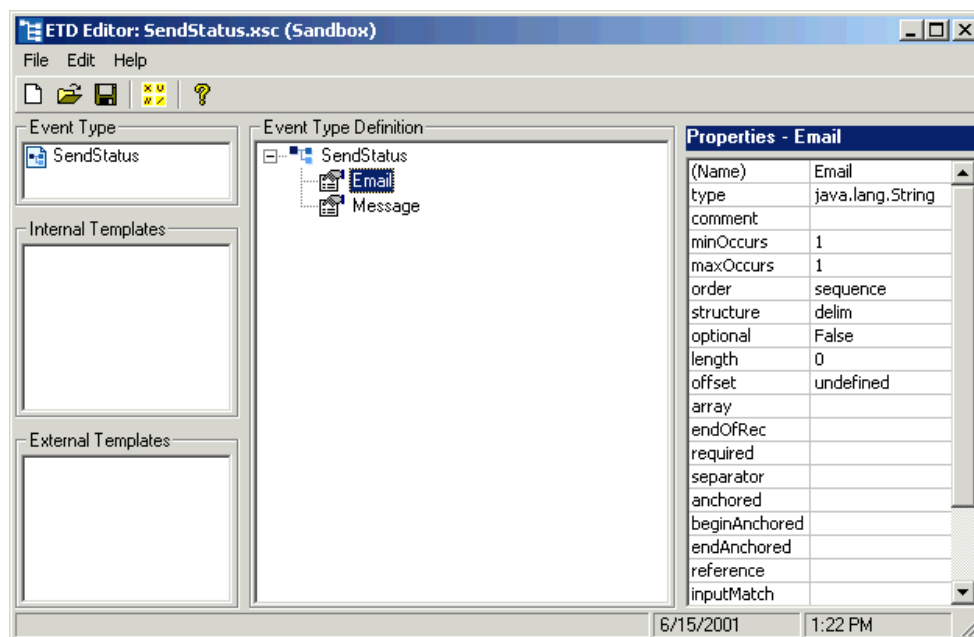 ETD Editor: SendStatus.xsc (Sandbox)
File Edit Help
Event Type
SendStatus
Internal Templates
External Templates
Event Type Definition
SendStatus
Email
Message
Properties - Email
(Name) Email
type java.lang.String
comment
minOccurs 1
maxOccurs 1
order sequence
structure delim
optional False
length 0
offset undefined
array
endOfRec
required
separator
anchored
beginAnchored
endAnchored
reference
inputMatch
6/15/2001 1:22 PM